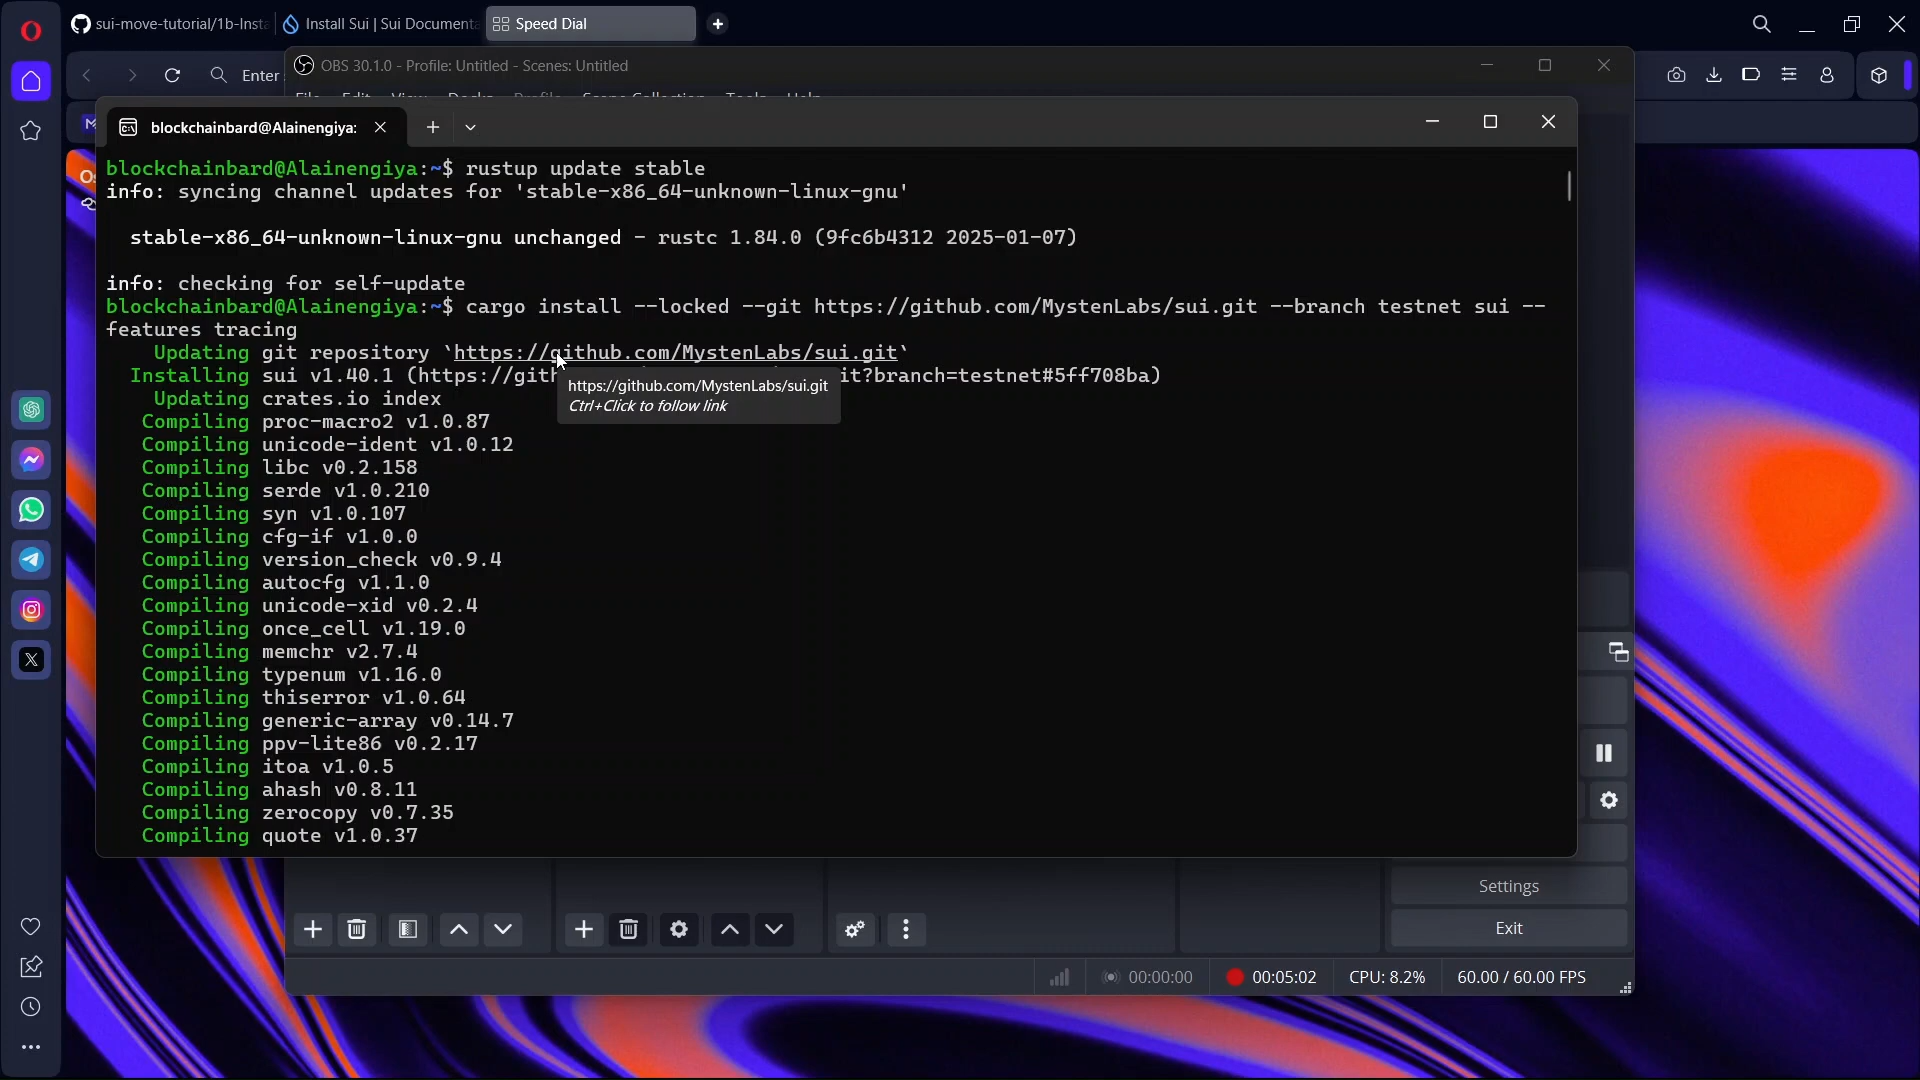 sui-move-tutorial/1b-Insta
Install Sui | Sui Documenta
Speed Dial
Enter
OBS 30.1.0 - Profile: Untitled - Scenes: Untitled
File Edit View Docks Profile Scene Collection Tools Help
blockchainbard@Alainengiya:
blockchainbard@Alainengiya:~$ rustup update stable
info: syncing channel updates for 'stable-x86_64-unknown-linux-gnu'
stable-x86_64-unknown-linux-gnu unchanged - rustc 1.84.0 (9fc6b4312 2025-01-07)
info: checking for self-update
blockchainbard@Alainengiya:~$ cargo install --locked --git https://github.com/MystenLabs/sui.git --branch testnet sui --
features tracing
Updating git repository `https://github.com/MystenLabs/sui.git`
Installing sui v1.40.1 (https://gith it?branch=testnet#5ff708ba)
https://github.com/MystenLabs/sui.git
Ctrl+Click to follow link
Updating crates.io index
Compiling proc-macro2 v1.0.87
Compiling unicode-ident v1.0.12
Compiling libc v0.2.158
Compiling serde v1.0.210
Compiling syn v1.0.107
Compiling cfg-if v1.0.0
Compiling version_check v0.9.4
Compiling autocfg v1.1.0
Compiling unicode-xid v0.2.4
Compiling once_cell v1.19.0
Compiling memchr v2.7.4
Compiling typenum v1.16.0
Compiling thiserror v1.0.64
Compiling generic-array v0.14.7
Compiling ppv-lite86 v0.2.17
Compiling itoa v1.0.5
Compiling ahash v0.8.11
Compiling zerocopy v0.7.35
Compiling quote v1.0.37
Settings
Exit
00:00:00
00:05:02
CPU: 8.2%
60.00 / 60.00 FPS